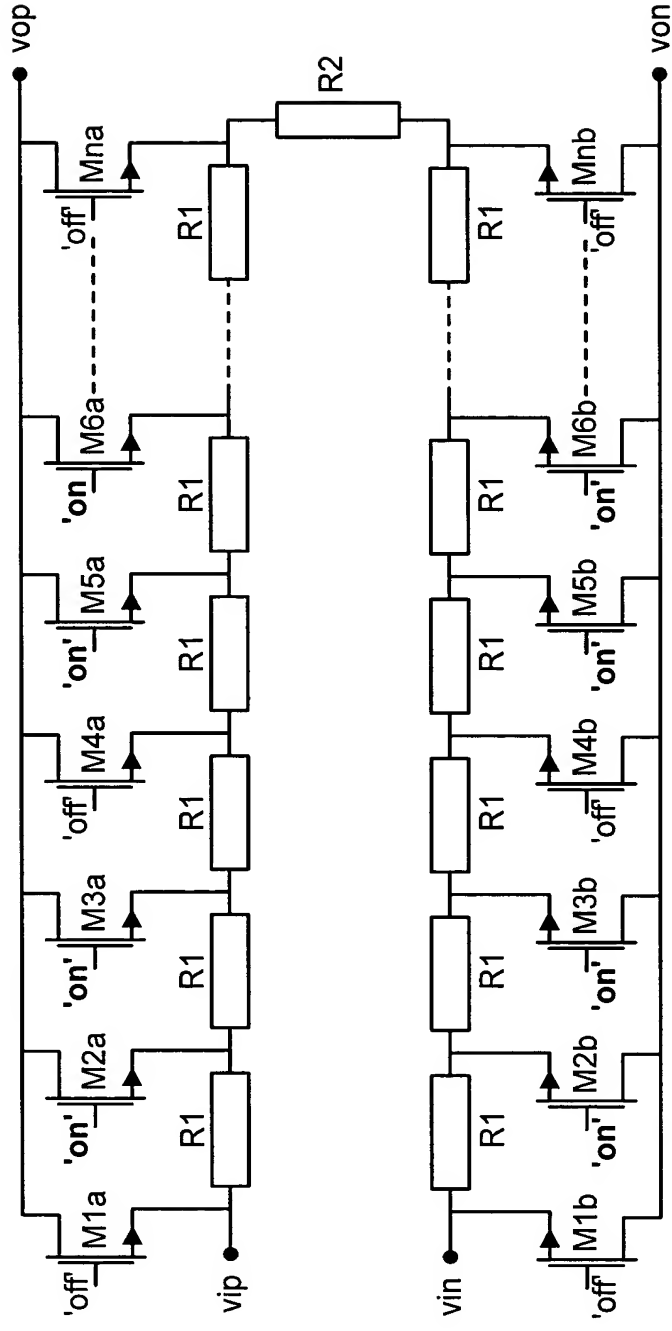 vop
'off' M1a
'on' M2a
'on' M3a
'off' M4a
'on' M5a
'on' M6a
'off' Mna
vip
R1
R1
R1
R1
R1
R1
R2
vin
R1
R1
R1
R1
R1
R1
'off' M1b
'on' M2b
'on' M3b
'off' M4b
'on' M5b
'on' M6b
'off' Mnb
von